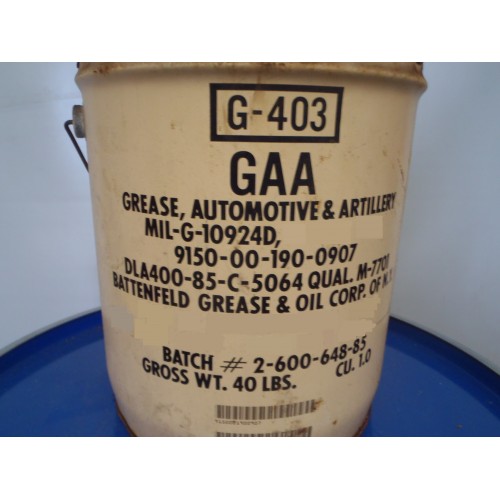 G-403
GAA
GREASE, AUTOMOTIVE & ARTILLERY
MIL-G-10924D,
9150-00-190-0907
DLA400-85-C-5064 QUAL. M-7701
BATTENFELD GREASE & OIL CORP. OF N.Y.
BATCH # 2-600-648-85
GROSS WT. 40 LBS. CU. 1.0